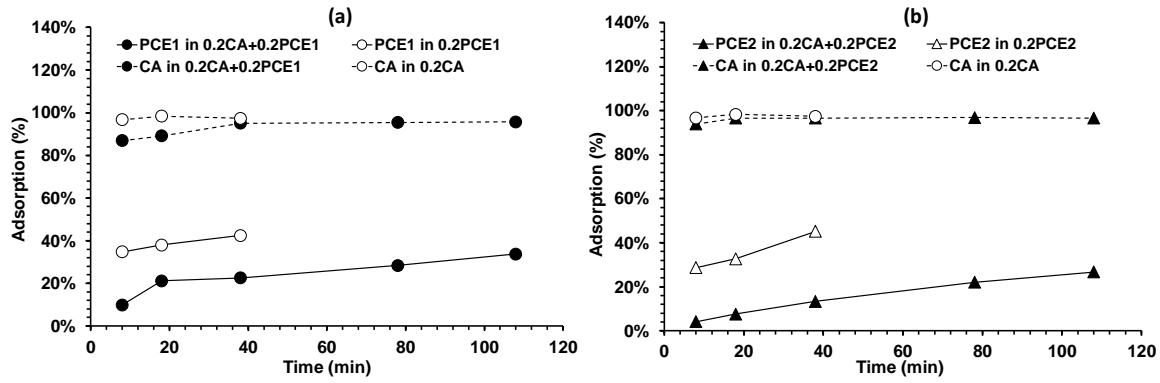 (a)
140%
120%
100%
80%
60%
40%
20%
0%
Adsorption (%)
PCE1 in 0.2CA+0.2PCE1
PCE1 in 0.2PCE1
CA in 0.2CA+0.2PCE1
CA in 0.2CA
0 20 40 60 80 100 120
Time (min)
(b)
140%
120%
100%
80%
60%
40%
20%
0%
Adsorption (%)
PCE2 in 0.2CA+0.2PCE2
PCE2 in 0.2PCE2
CA in 0.2CA+0.2PCE2
CA in 0.2CA
0 20 40 60 80 100 120
Time (min)